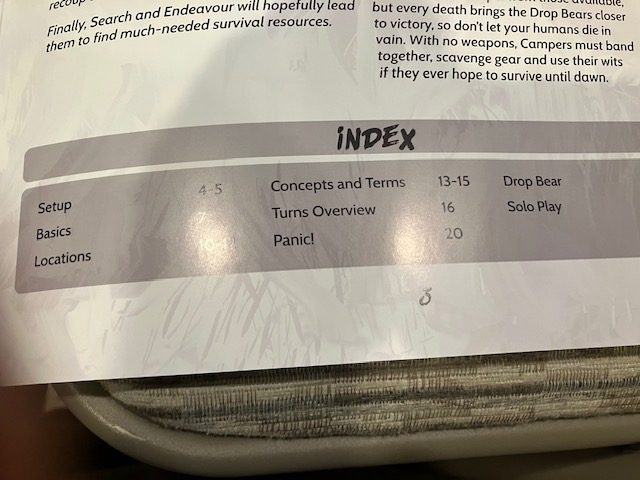 Finally, Search and Endeavour will hopefully lead
them to find much-needed survival resources.
but every death brings the Drop Bears closer
to victory, so don't let your humans die in
vain. With no weapons, Campers must band
together, scavenge gear and use their wits
if they ever hope to survive until dawn.
INDEX
Setup 4-5
Basics
Locations
Concepts and Terms 13-15
Turns Overview 16
Panic! 20
Drop Bear
Solo Play
3